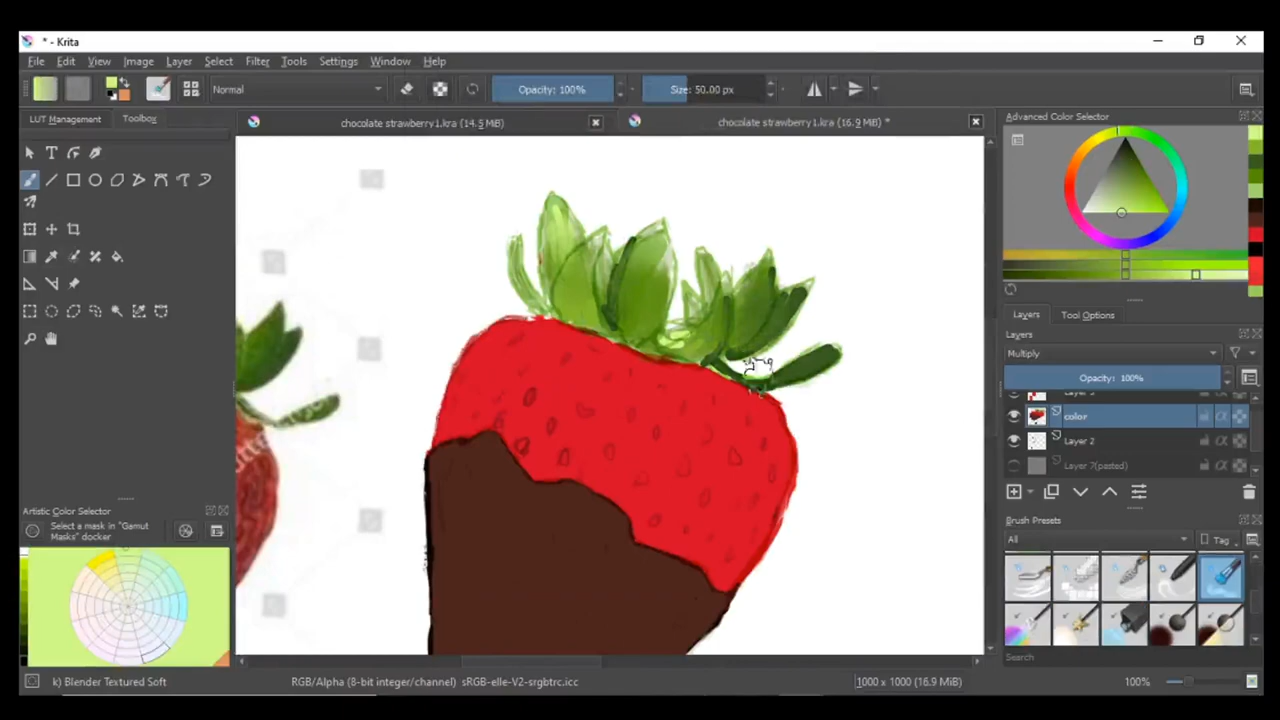 * - Krita
File Edit View Image Layer Select Filter Tools Settings Windows Help
Normal
Opacity: 100%
Size: 50.00 px
LUT Management
Toolbox
chocolate strawberry1.kra (14.5 MiB)
chocolate strawberry1.kra (16.9 MiB) *
Advanced Color Selector
Layers
Tool Options
Layers
Multiply
Opacity: 100%
color
Layer 2
Layer 7(pasted)
Artistic Color Selector
Select a mask in "Gamut
Masks" docker
Brush Presets
All
Tag
Search
k) Blender Textured Soft
RGB/Alpha (8-bit integer/channel) sRGB-elle-V2-srgbtrc.icc
1000 x 1000 (16.9 MiB)
100%